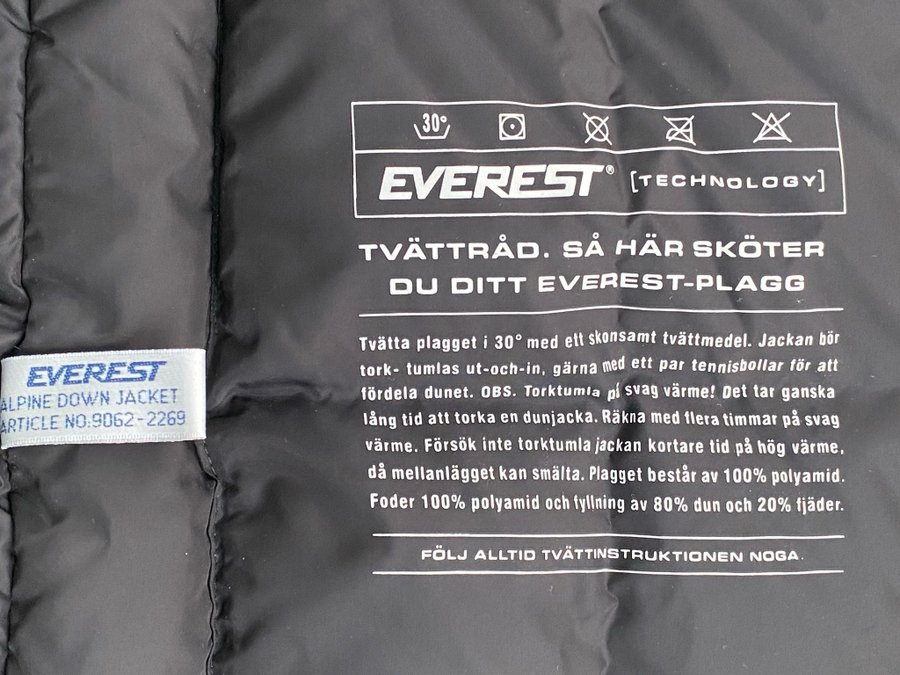 30°
EVEREST® [TECHNOLOGY]
TVÄTTRÅD. SÅ HÄR SKÖTER
DU DITT EVEREST-PLAGG
Tvätta plagget i 30° med ett skonsamt tvättmedel. Jackan bör
tork- tumlas ut-och-in, gärna med ett par tennisbollar för att
fördela dunet. OBS. Torktumla på svag värme! Det tar ganska
lång tid att torka en dunjacka. Räkna med flera timmar på svag
värme. Försök inte torktumla jackan kortare tid på hög värme,
då mellanlägget kan smälta. Plagget består av 100% polyamid.
Foder 100% polyamid och fyllning av 80% dun och 20% fjäder.
FÖLJ ALLTID TVÄTTINSTRUKTIONEN NOGA.
EVEREST
ALPINE DOWN JACKET
ARTICLE NO.9062-2269